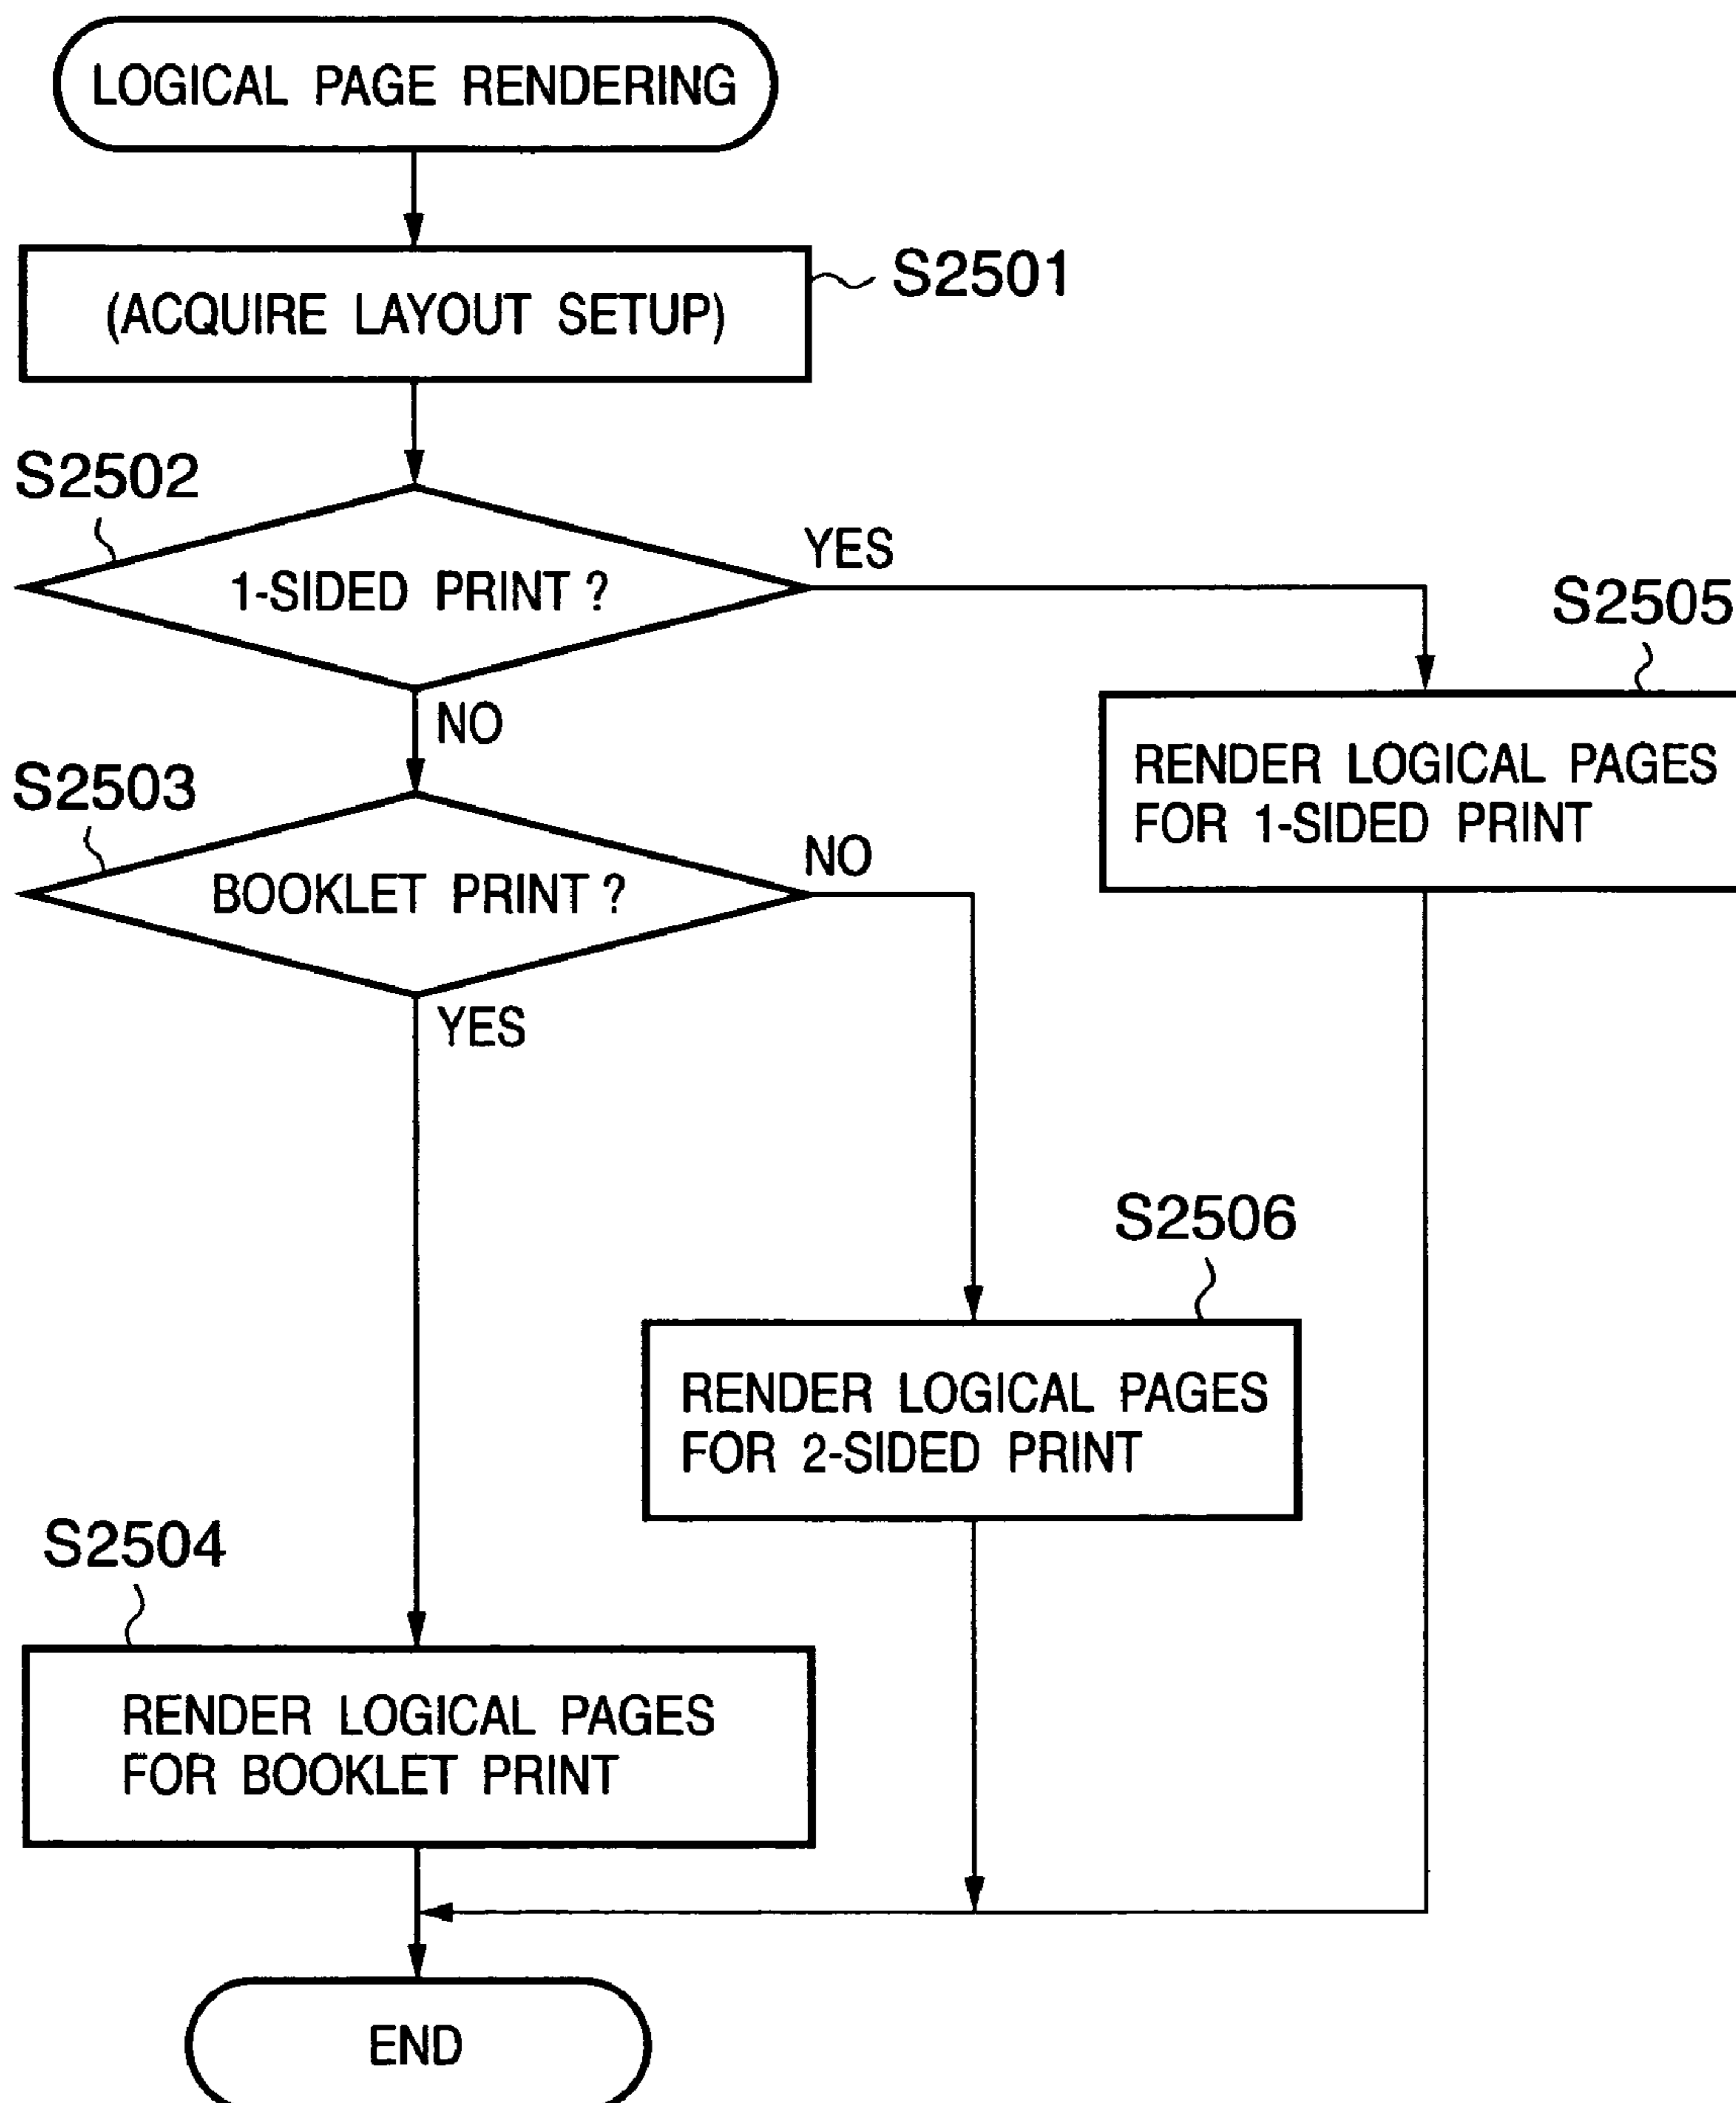 LOGICAL PAGE RENDERING
(ACQUIRE LAYOUT SETUP)
S2501
S2502
1-SIDED PRINT ?
YES
NO
S2505
RENDER LOGICAL PAGES
FOR 1-SIDED PRINT
S2503
BOOKLET PRINT ?
NO
YES
S2506
RENDER LOGICAL PAGES
FOR 2-SIDED PRINT
S2504
RENDER LOGICAL PAGES
FOR BOOKLET PRINT
END